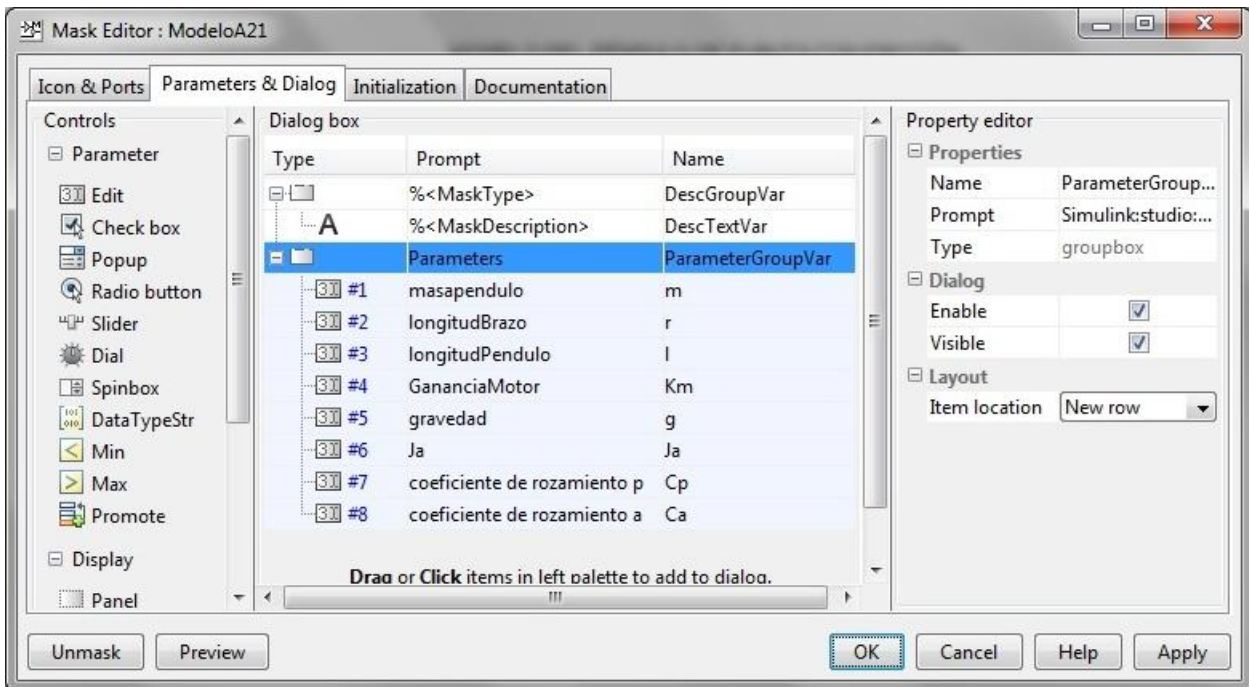 Mask Editor : ModeloA21
Icon & Ports Parameters & Dialog Initialization Documentation
Controls
Parameter
Edit
Check box
Popup
Radio button
Slider
Dial
Spinbox
DataTypeStr
Min
Max
Promote
Display
Panel
Dialog box
Type Prompt Name
%<MaskType> DescGroupVar
A %<MaskDescription> DescTextVar
Parameters ParameterGroupVar
#1 masapendulo m
#2 longitudBrazo r
#3 longitudPendulo l
#4 GananciaMotor Km
#5 gravedad g
#6 Ja Ja
#7 coeficiente de rozamiento p Cp
#8 coeficiente de rozamiento a Ca
Drag or Click items in left palette to add to dialog.
Property editor
Properties
Name ParameterGroup...
Prompt Simulink:studio:...
Type groupbox
Dialog
Enable
Visible
Layout
Item location New row
Unmask Preview OK Cancel Help Apply